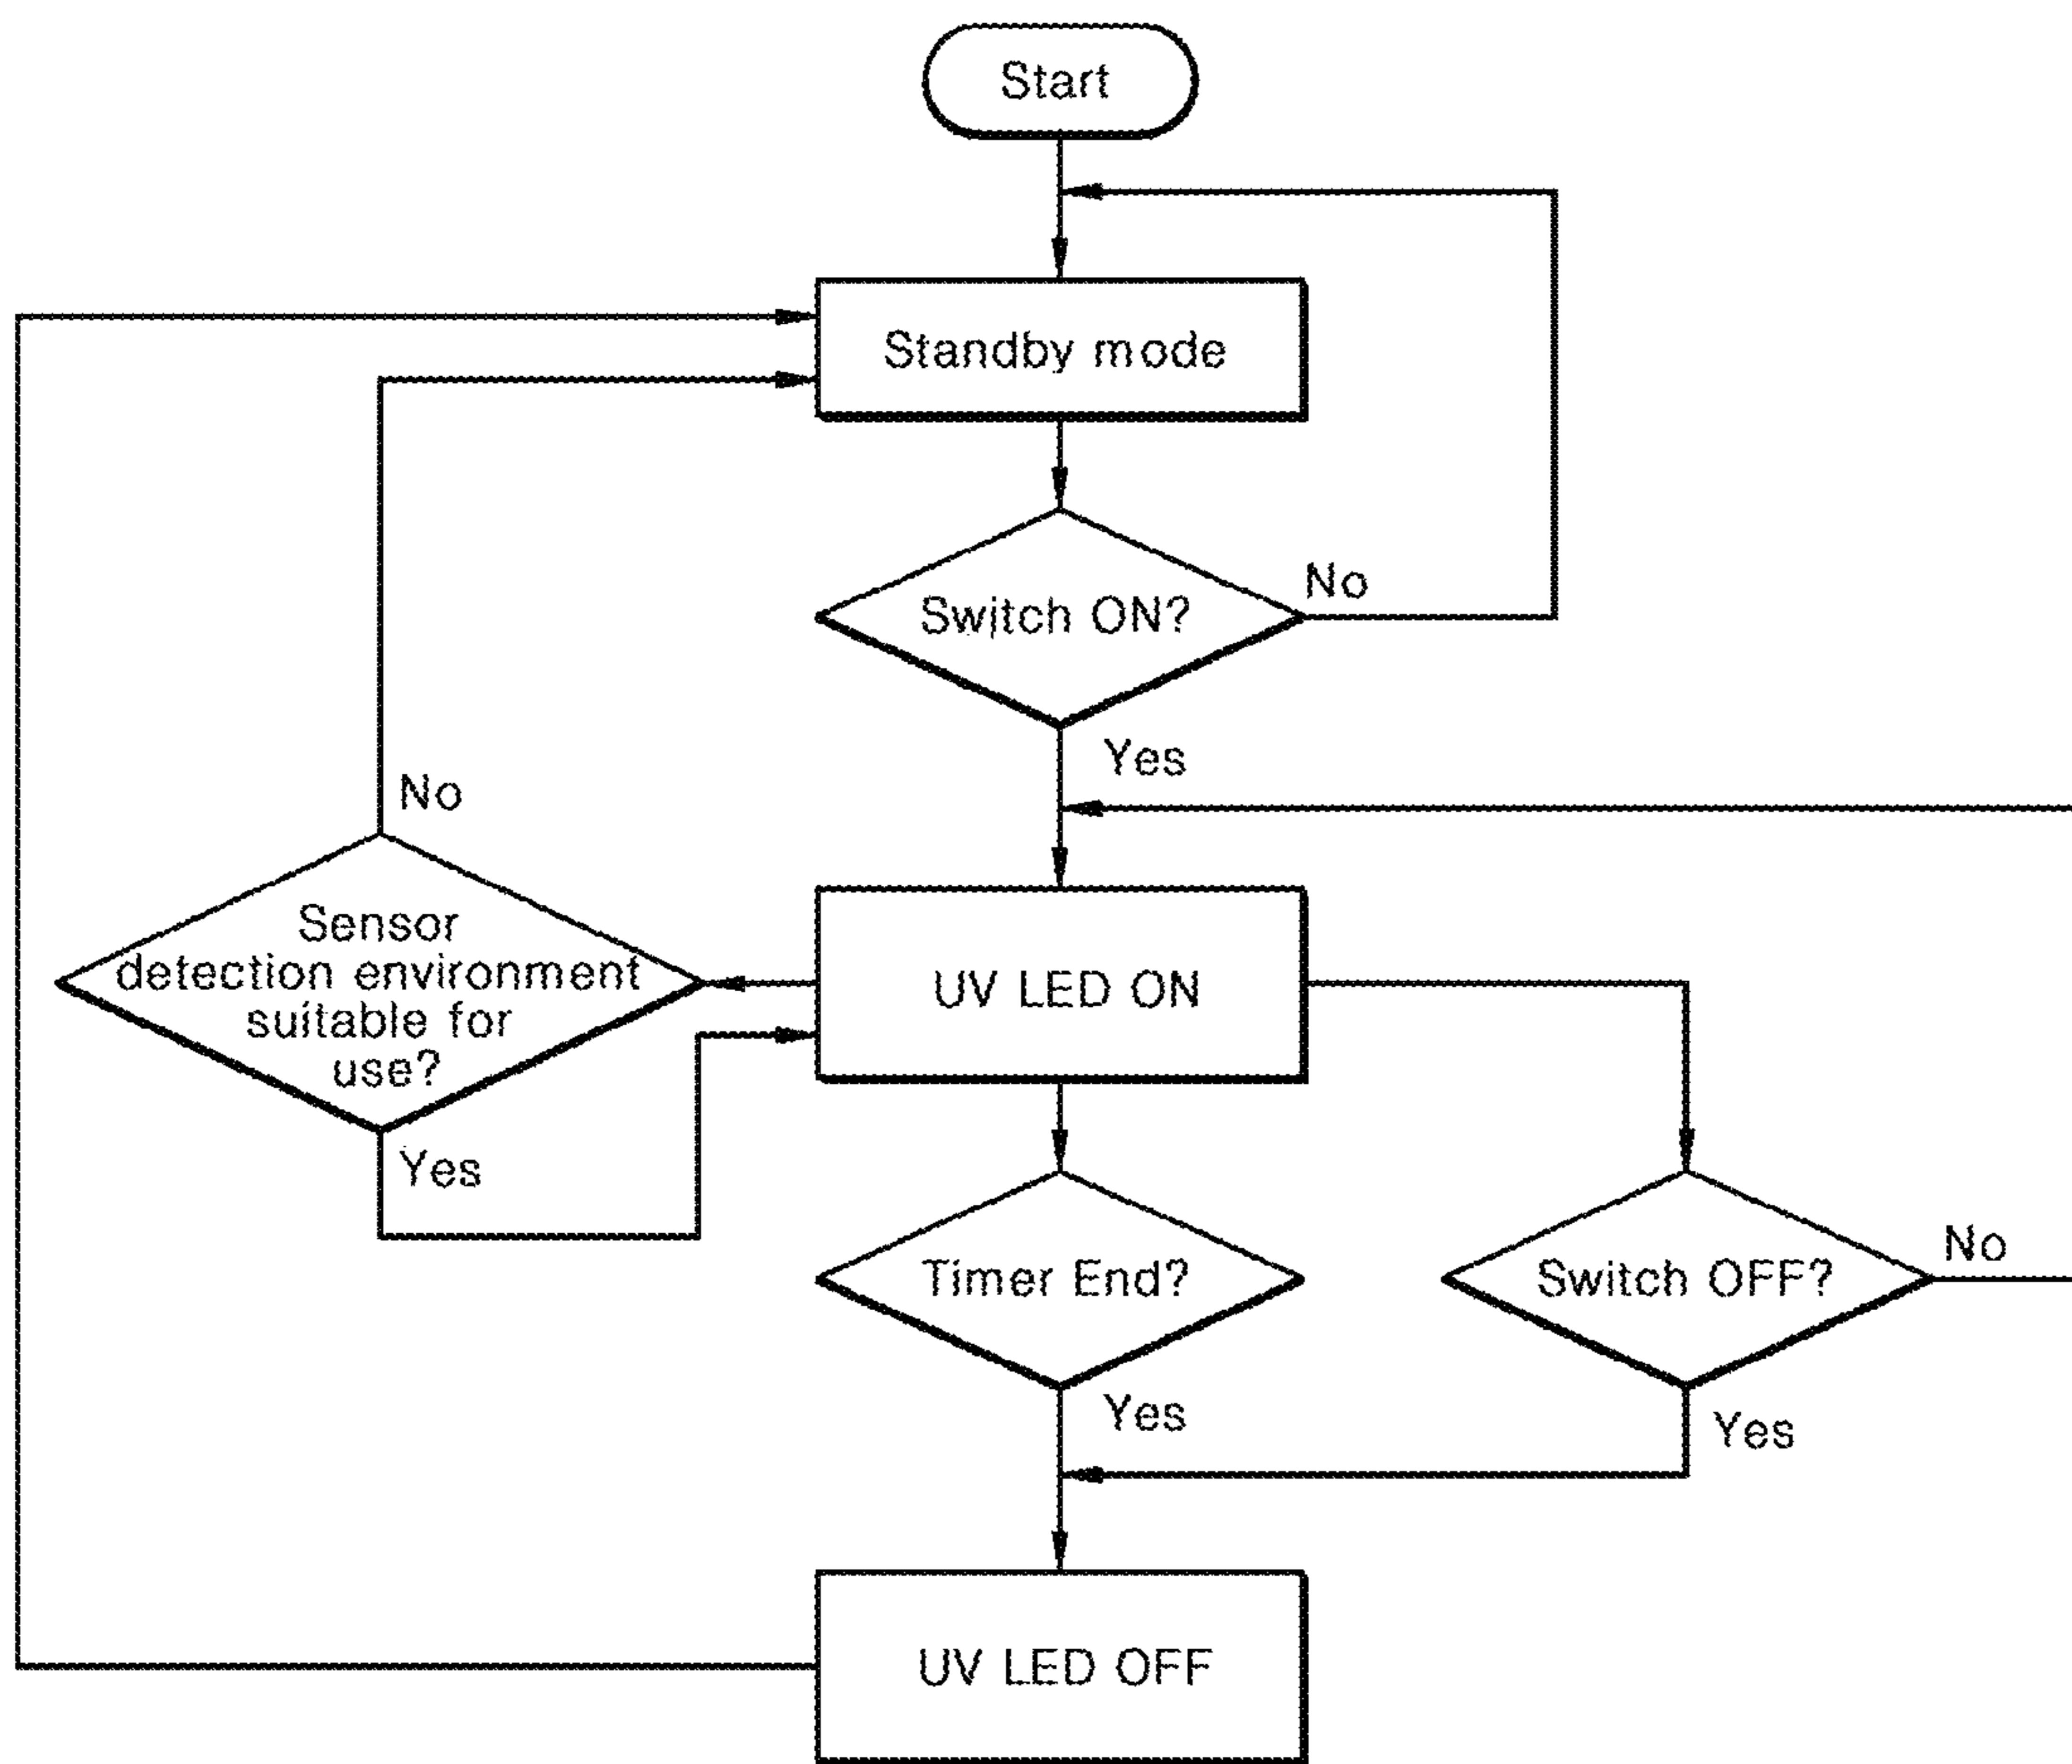 Start
Standby mode
Switch ON?
No
Yes
No
Sensor
detection environment
suitable for
use?
Yes
UV LED ON
Timer End?
Yes
Switch OFF?
No
Yes
UV LED OFF